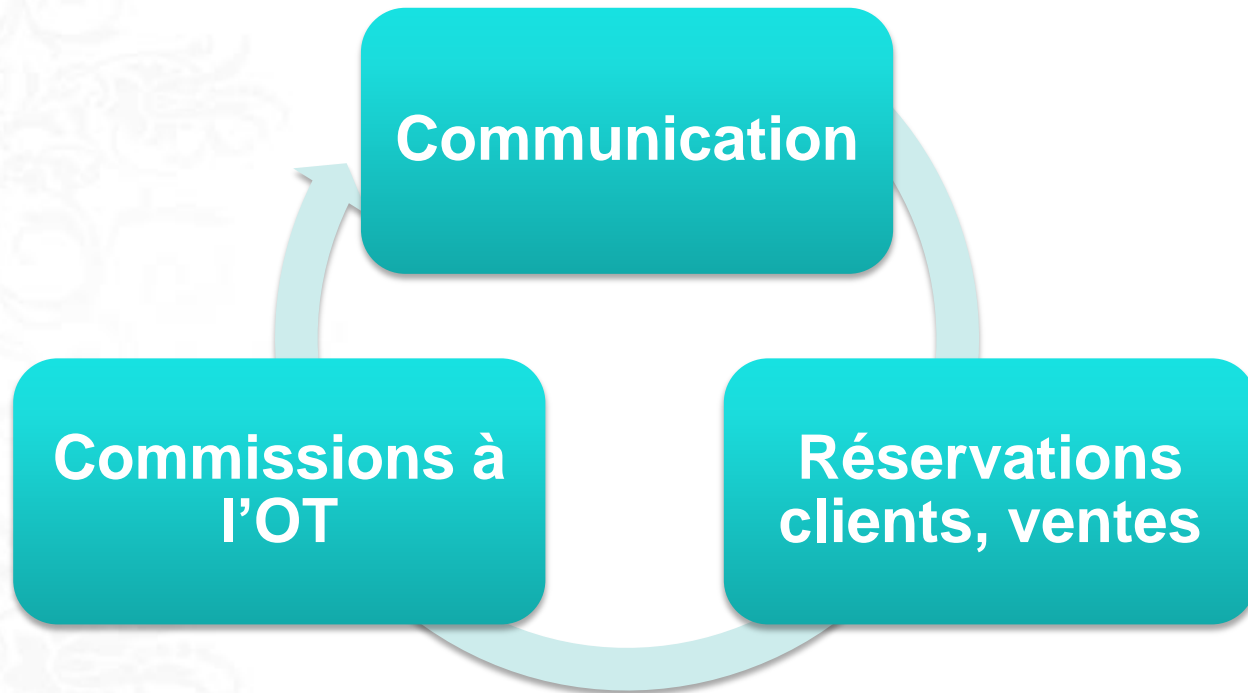 Communication
Commissions à
l’OT
Réservations
clients, ventes